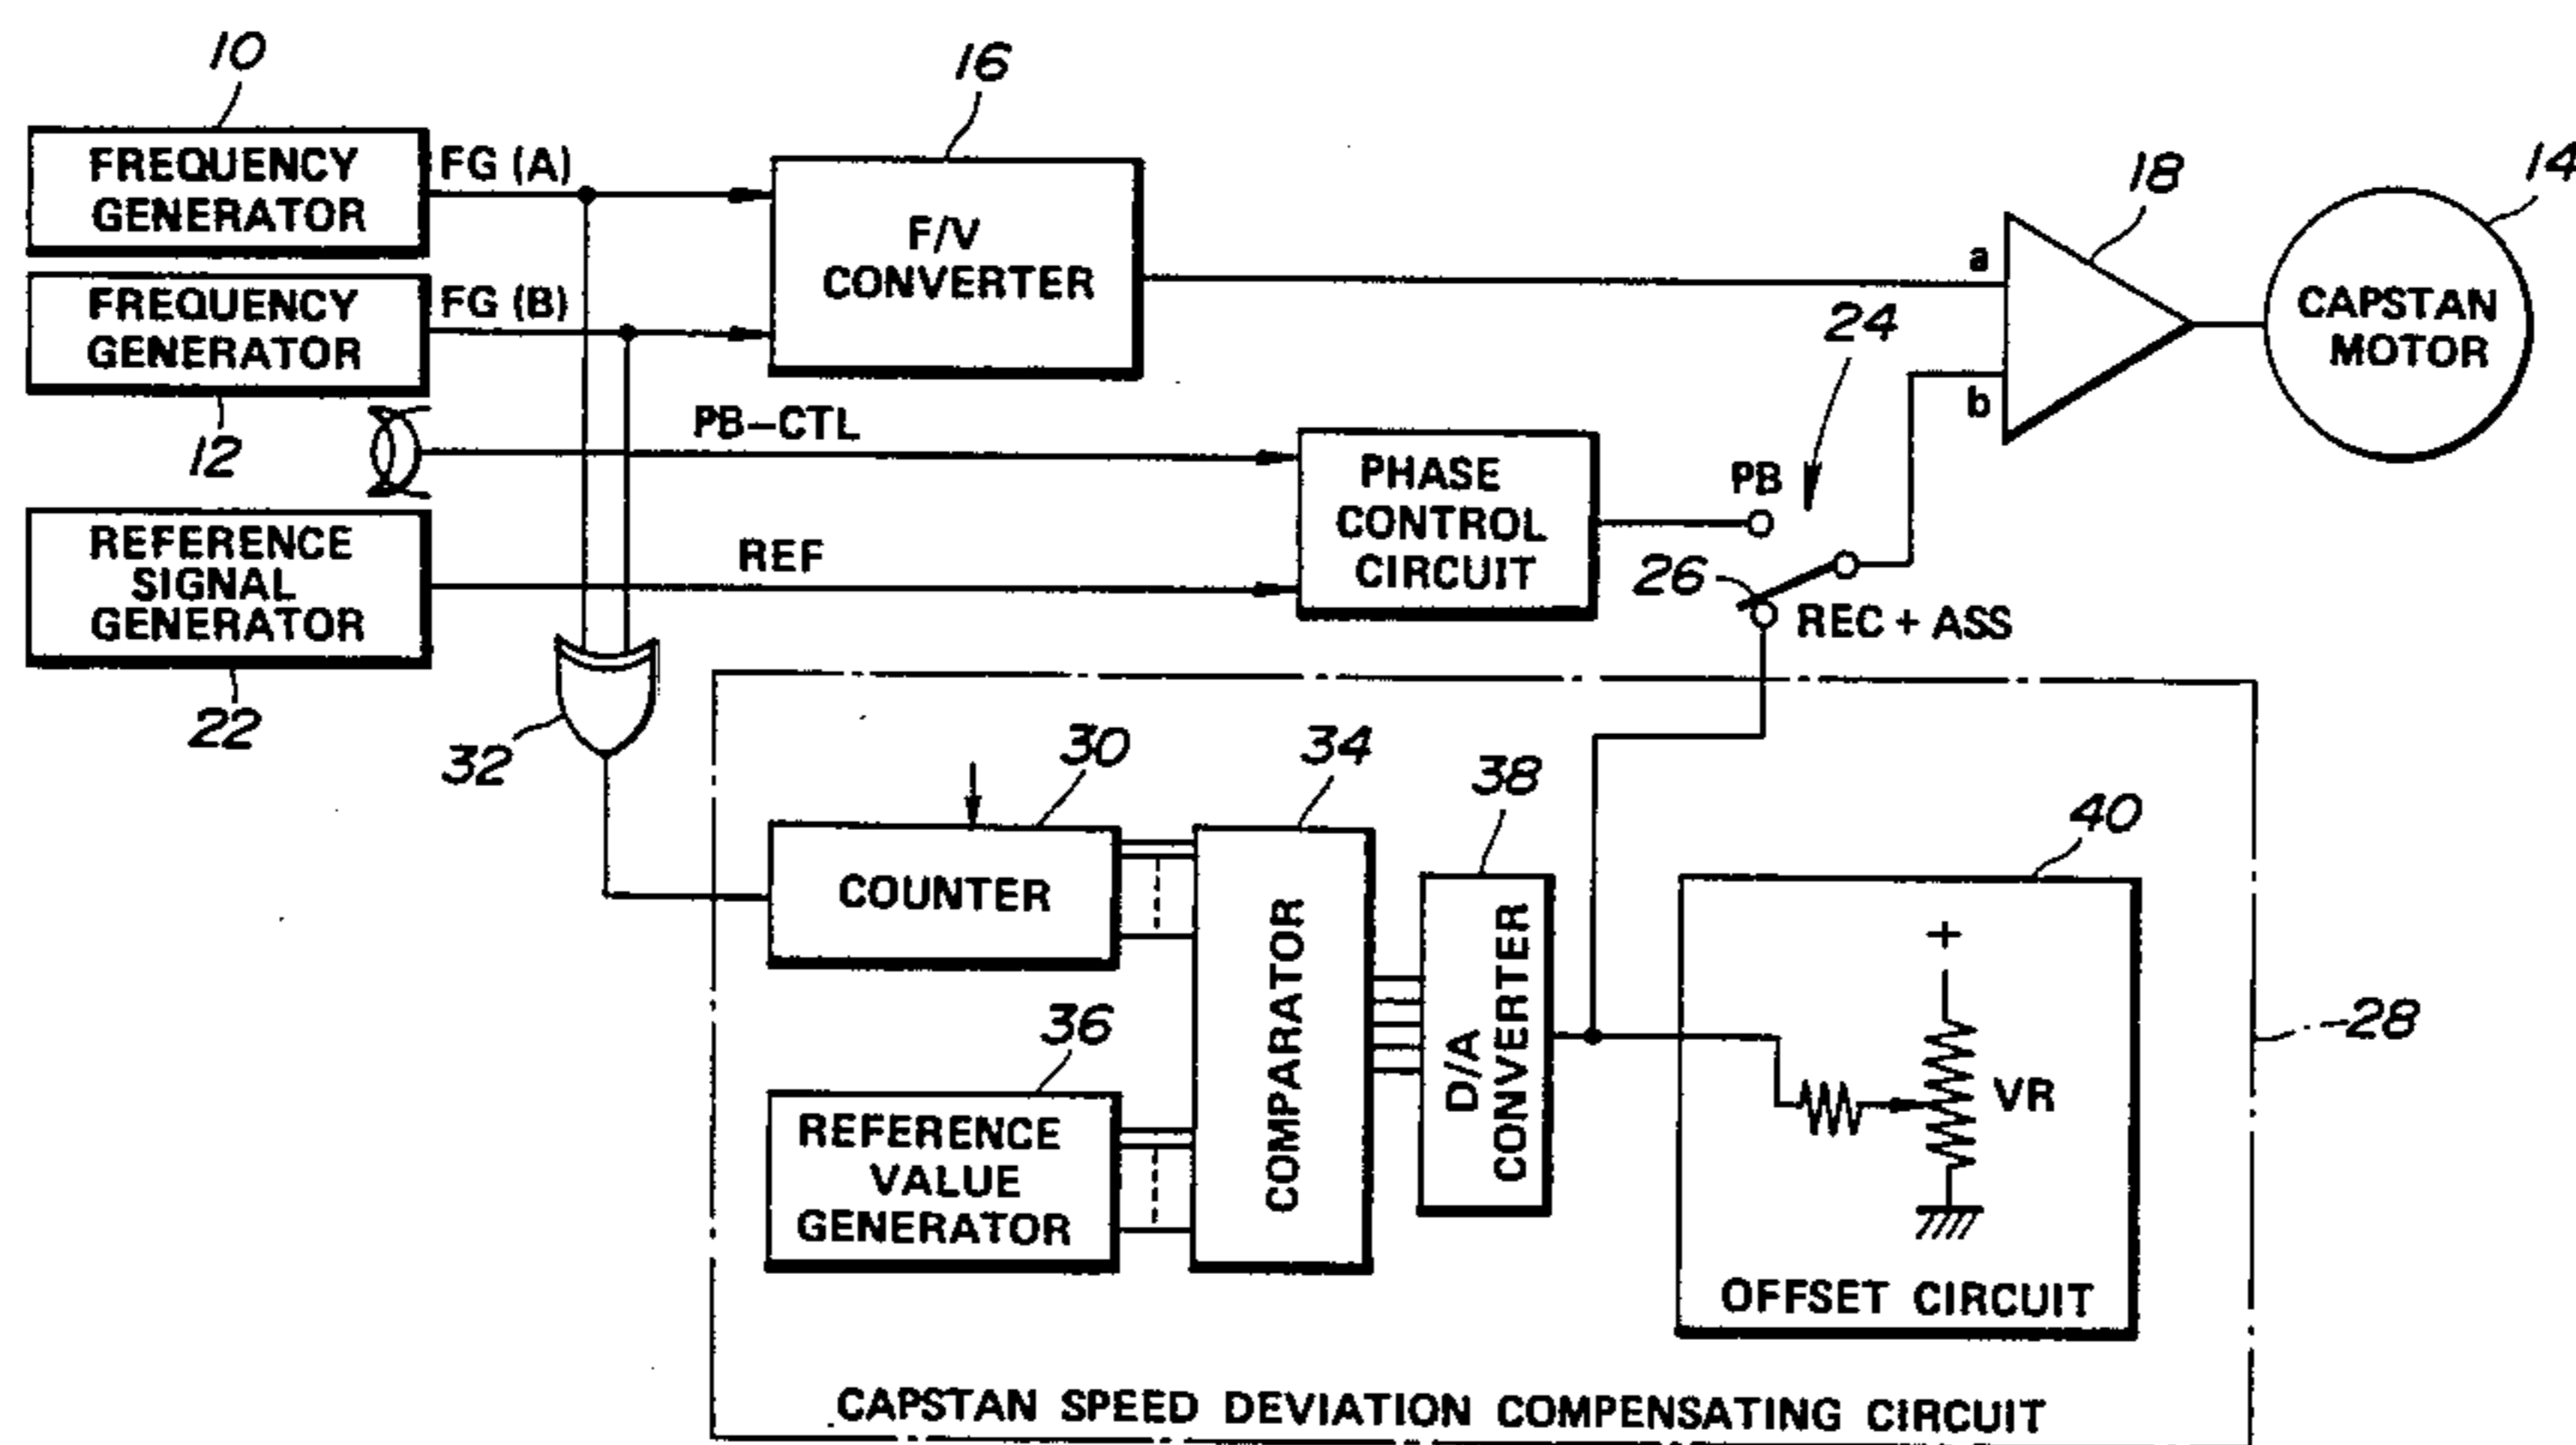 10
16
18
14
FREQUENCY
GENERATOR
FG (A)
F/V
CONVERTER
a
CAPSTAN
MOTOR
FREQUENCY
GENERATOR
FG (B)
24
b
12
PB-CTL
PHASE
CONTROL
CIRCUIT
PB
REFERENCE
SIGNAL
GENERATOR
REF
26
REC + ASS
22
32
30
34
38
40
COUNTER
COMPARATOR
D/A
CONVERTER
+
36
28
REFERENCE
VALUE
GENERATOR
VR
OFFSET CIRCUIT
CAPSTAN SPEED DEVIATION COMPENSATING CIRCUIT